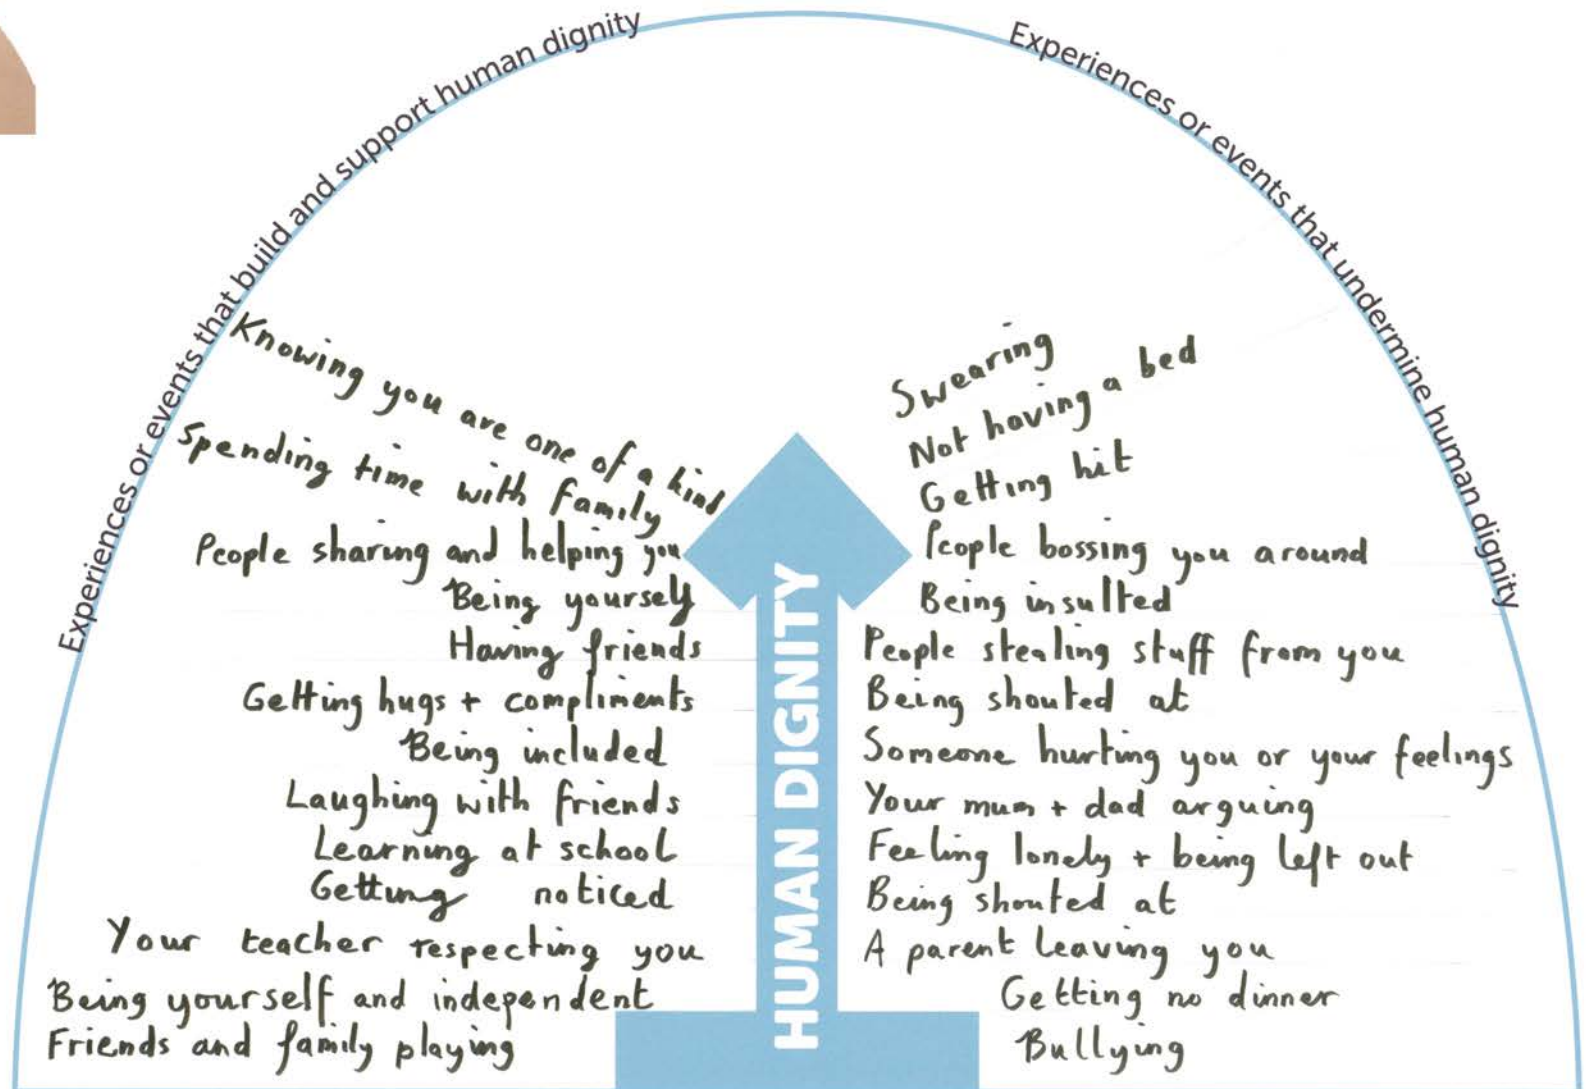 Experiences or events that build and support human dignity
Experiences or events that undermine human dignity
Knowing you are one of a kind
Spending time with family
People sharing and helping you
Being yourself
Having friends
Getting hugs + compliments
Being included
Laughing with friends
Learning at school
Getting noticed
Your teacher respecting you
Being yourself and independent
Friends and family playing
HUMAN DIGNITY
Swearing
Not having a bed
Getting hit
People bossing you around
Being insulted
People stealing stuff from you
Being shouted at
Someone hurting you or your feelings
Your mum + dad arguing
Feeling lonely + being left out
Being shouted at
A parent leaving you
Getting no dinner
Bullying